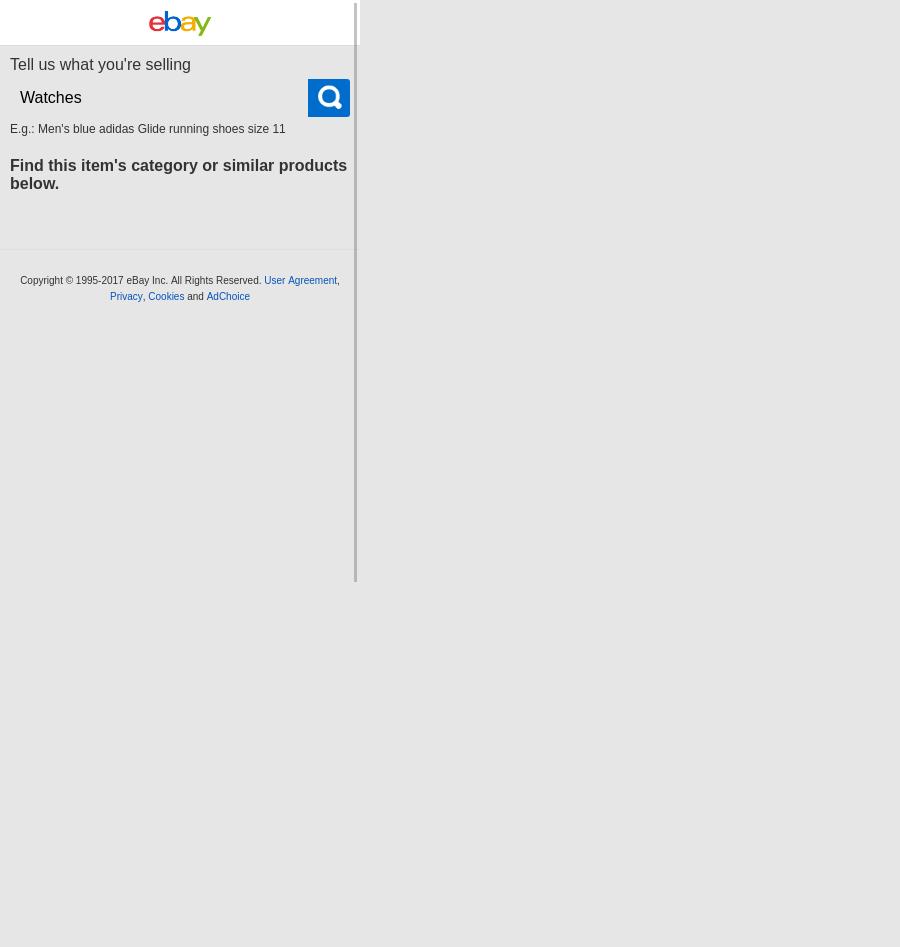 ebay
Tell us what you're selling
Watches
E.g.: Men's blue adidas Glide running shoes size 11
Find this item's category or similar products
below.
Copyright © 1995-2017 eBay Inc. All Rights Reserved. User Agreement,
Privacy, Cookies and AdChoice